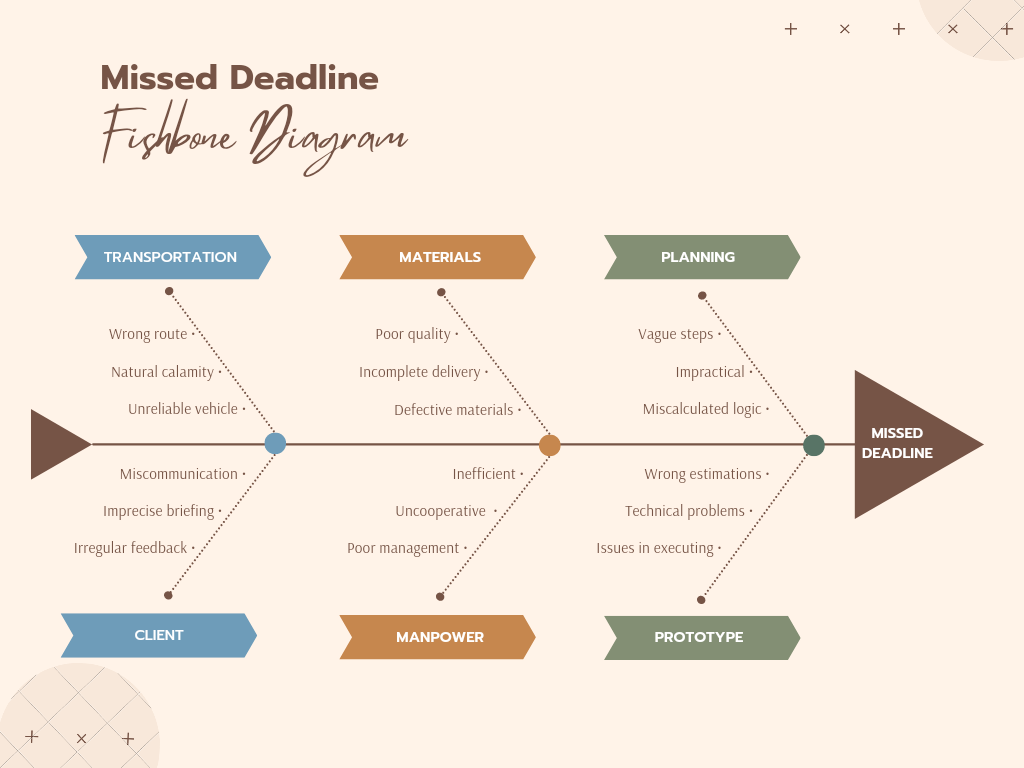 Missed Deadline
Fishbone Diagram
TRANSPORTATION
MATERIALS
PLANNING
Wrong route •
Natural calamity •
Unreliable vehicle •
Poor quality •
Incomplete delivery •
Defective materials •
Vague steps •
Impractical •
Miscalculated logic •
MISSED
DEADLINE
Miscommunication •
Imprecise briefing •
Irregular feedback •
Inefficient •
Uncooperative •
Poor management •
Wrong estimations •
Technical problems •
Issues in executing •
CLIENT
MANPOWER
PROTOTYPE